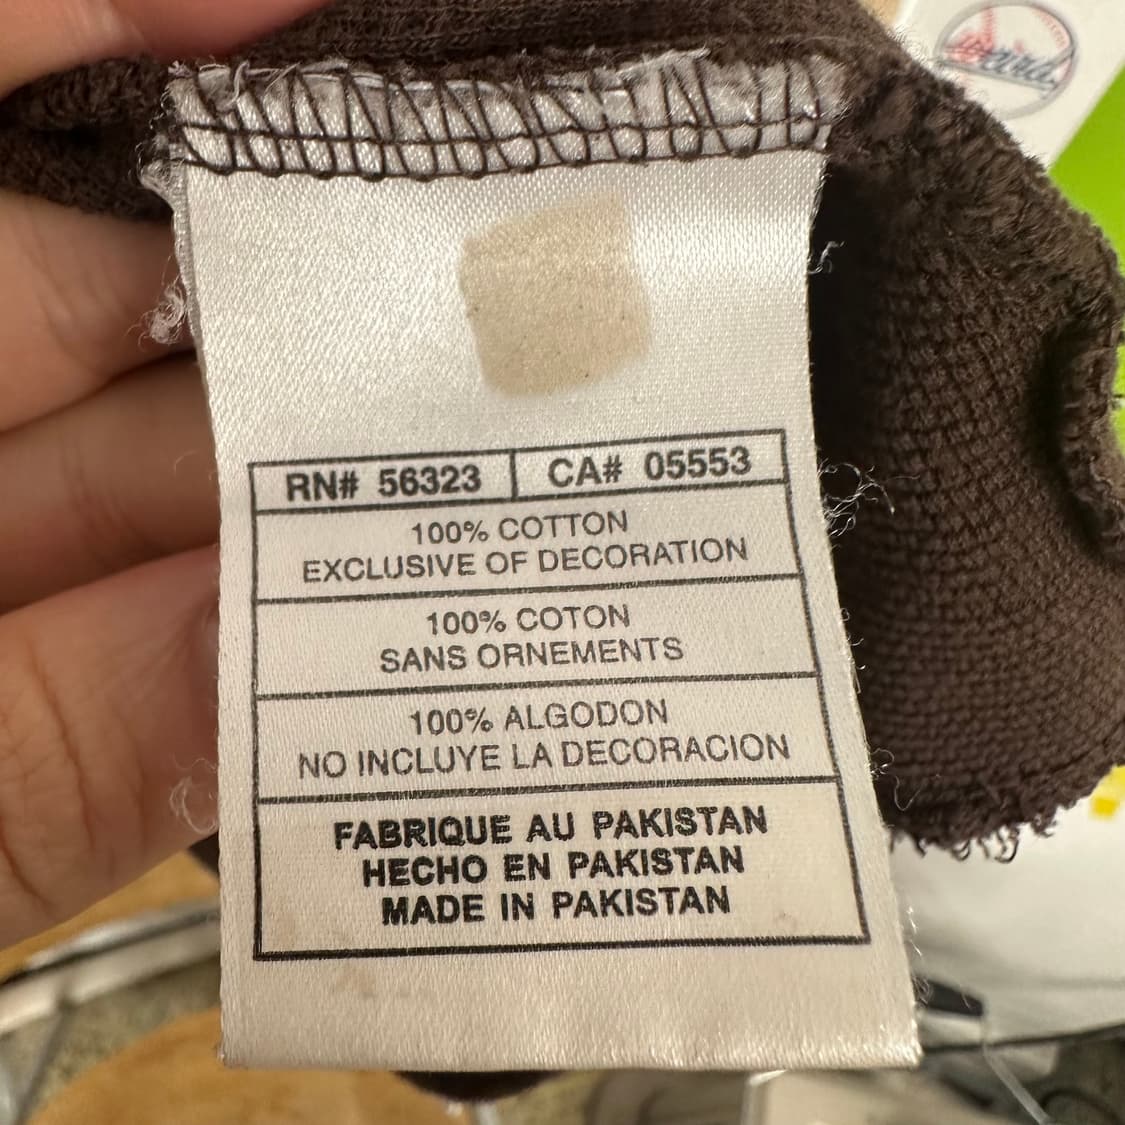 RN# 56323 CA# 05553
100% COTTON
EXCLUSIVE OF DECORATION
100% COTON
SANS ORNEMENTS
100% ALGODON
NO INCLUYE LA DECORACION
FABRIQUE AU PAKISTAN
HECHO EN PAKISTAN
MADE IN PAKISTAN